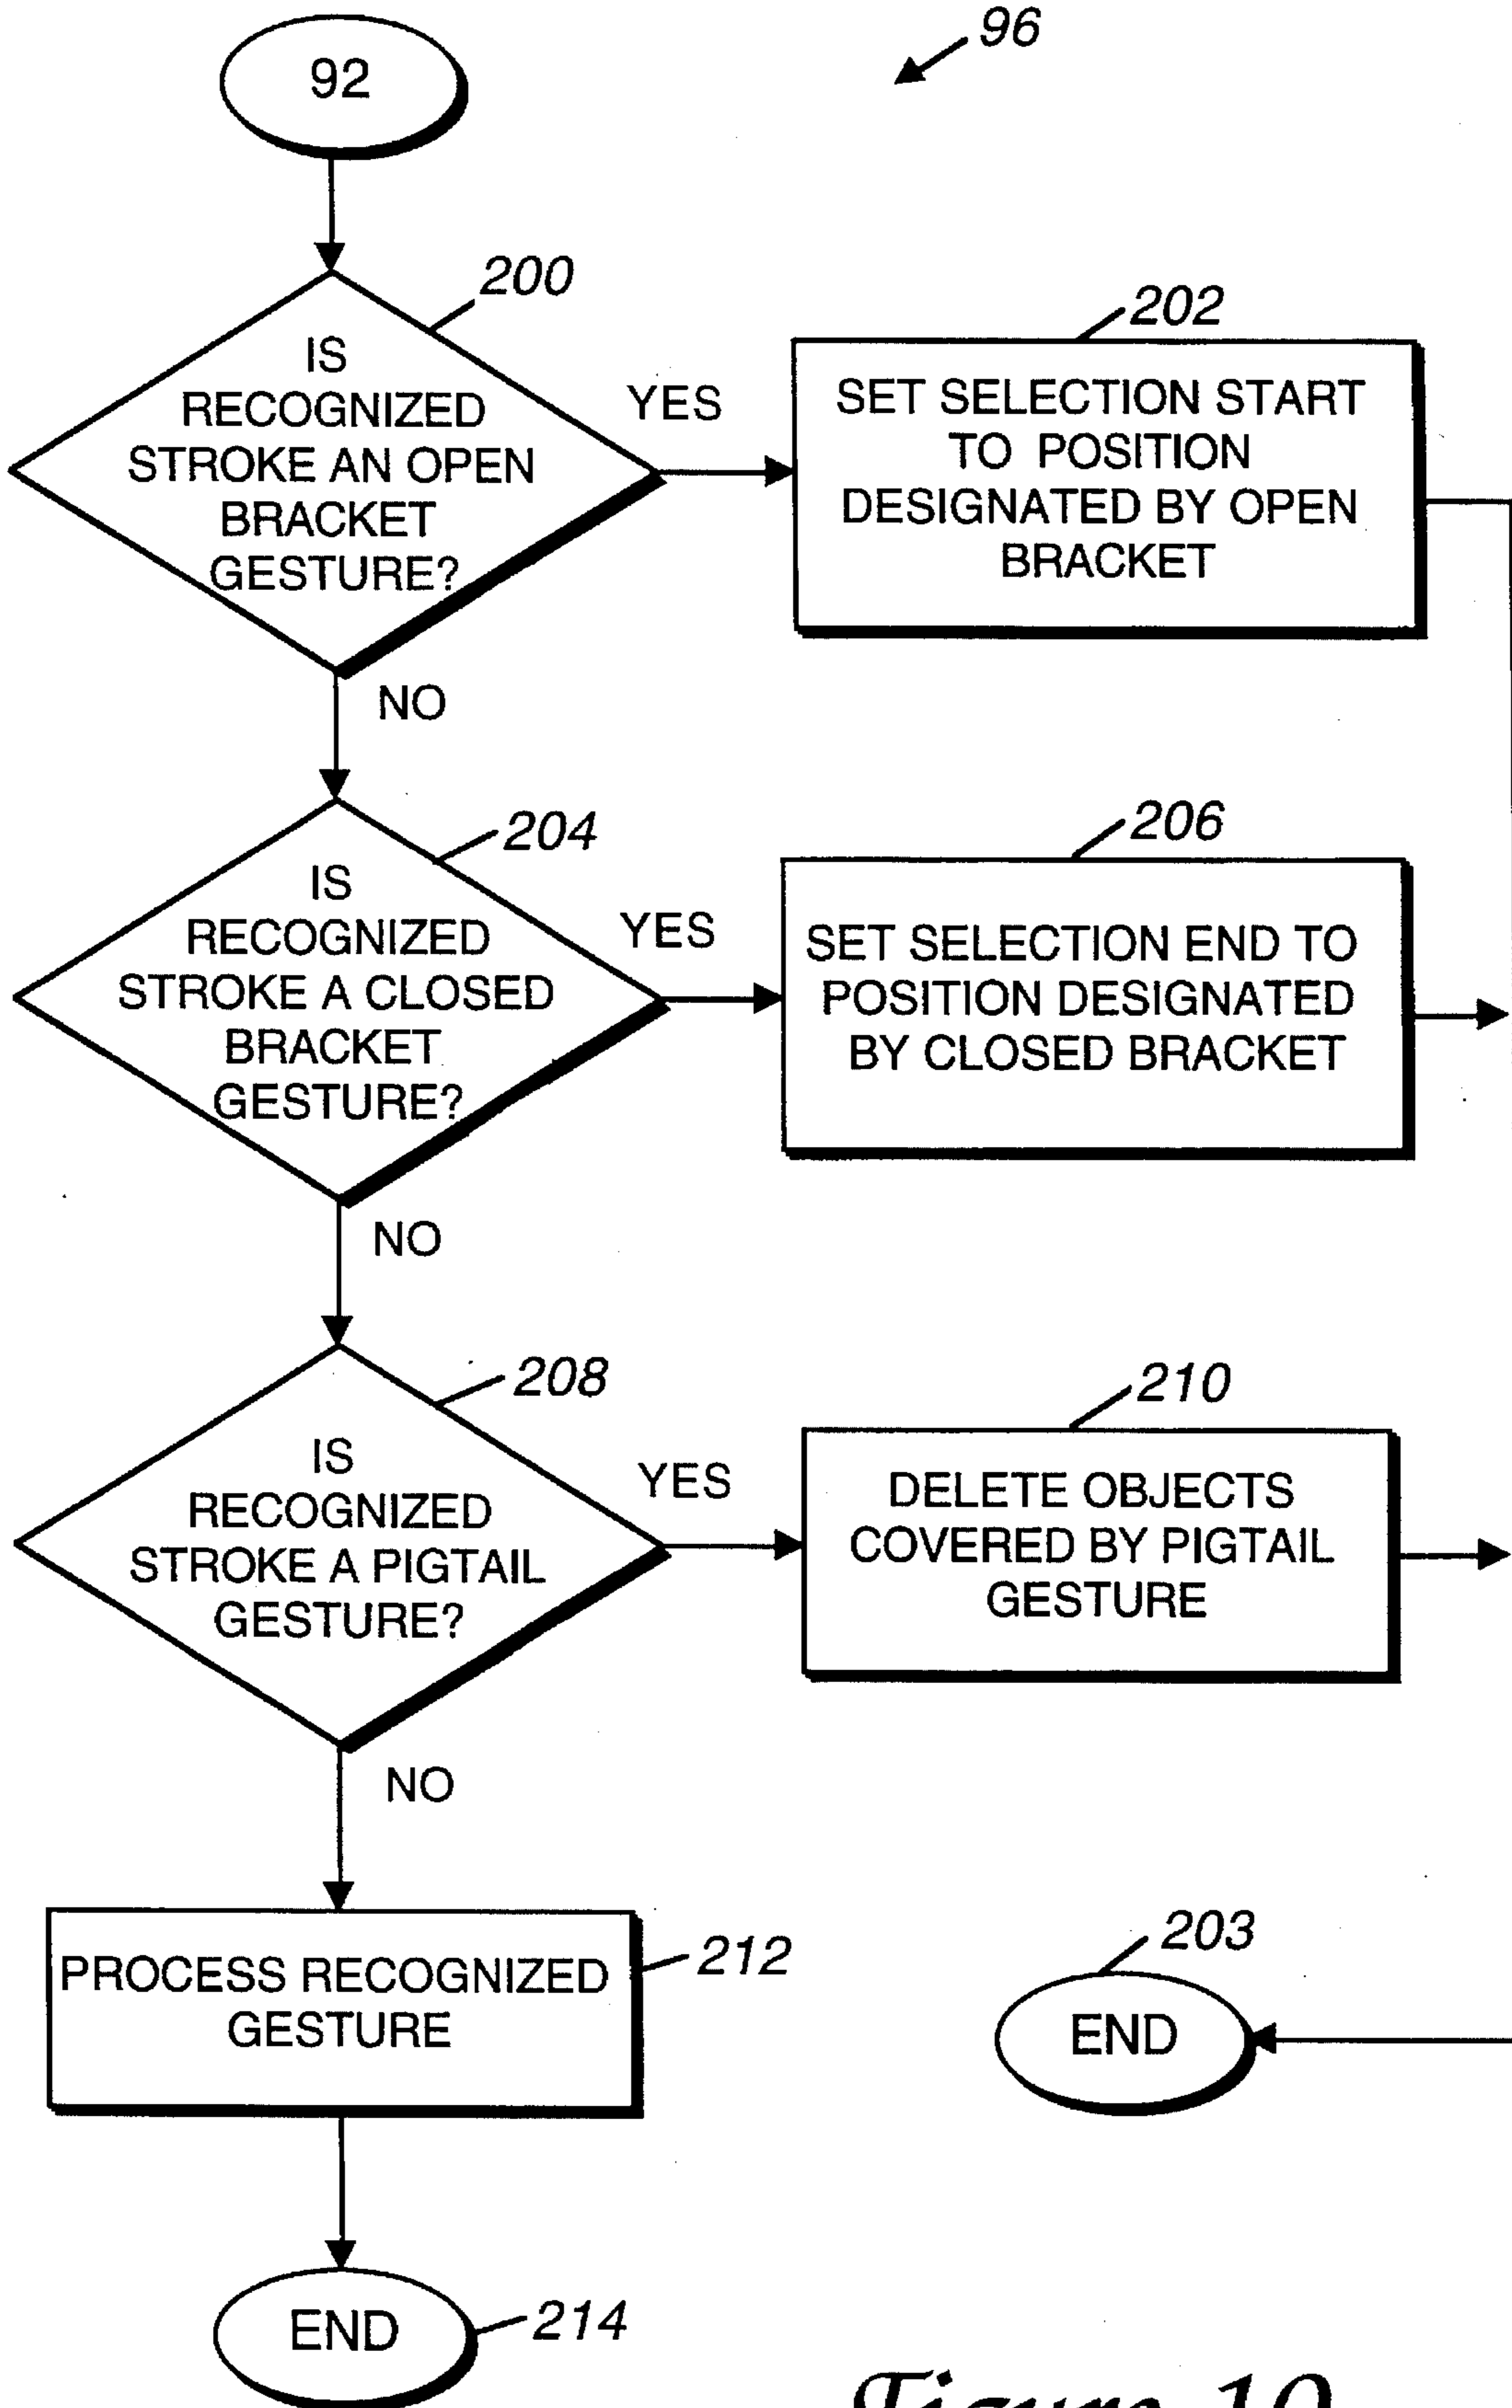 92
96
200
IS
RECOGNIZED
STROKE AN OPEN
BRACKET
GESTURE?
YES
202
SET SELECTION START
TO POSITION
DESIGNATED BY OPEN
BRACKET
NO
204
IS
RECOGNIZED
STROKE A CLOSED
BRACKET
GESTURE?
YES
206
SET SELECTION END TO
POSITION DESIGNATED
BY CLOSED BRACKET
NO
208
IS
RECOGNIZED
STROKE A PIGTAIL
GESTURE?
YES
210
DELETE OBJECTS
COVERED BY PIGTAIL
GESTURE
NO
212
PROCESS RECOGNIZED
GESTURE
203
END
END
214
Figure 10